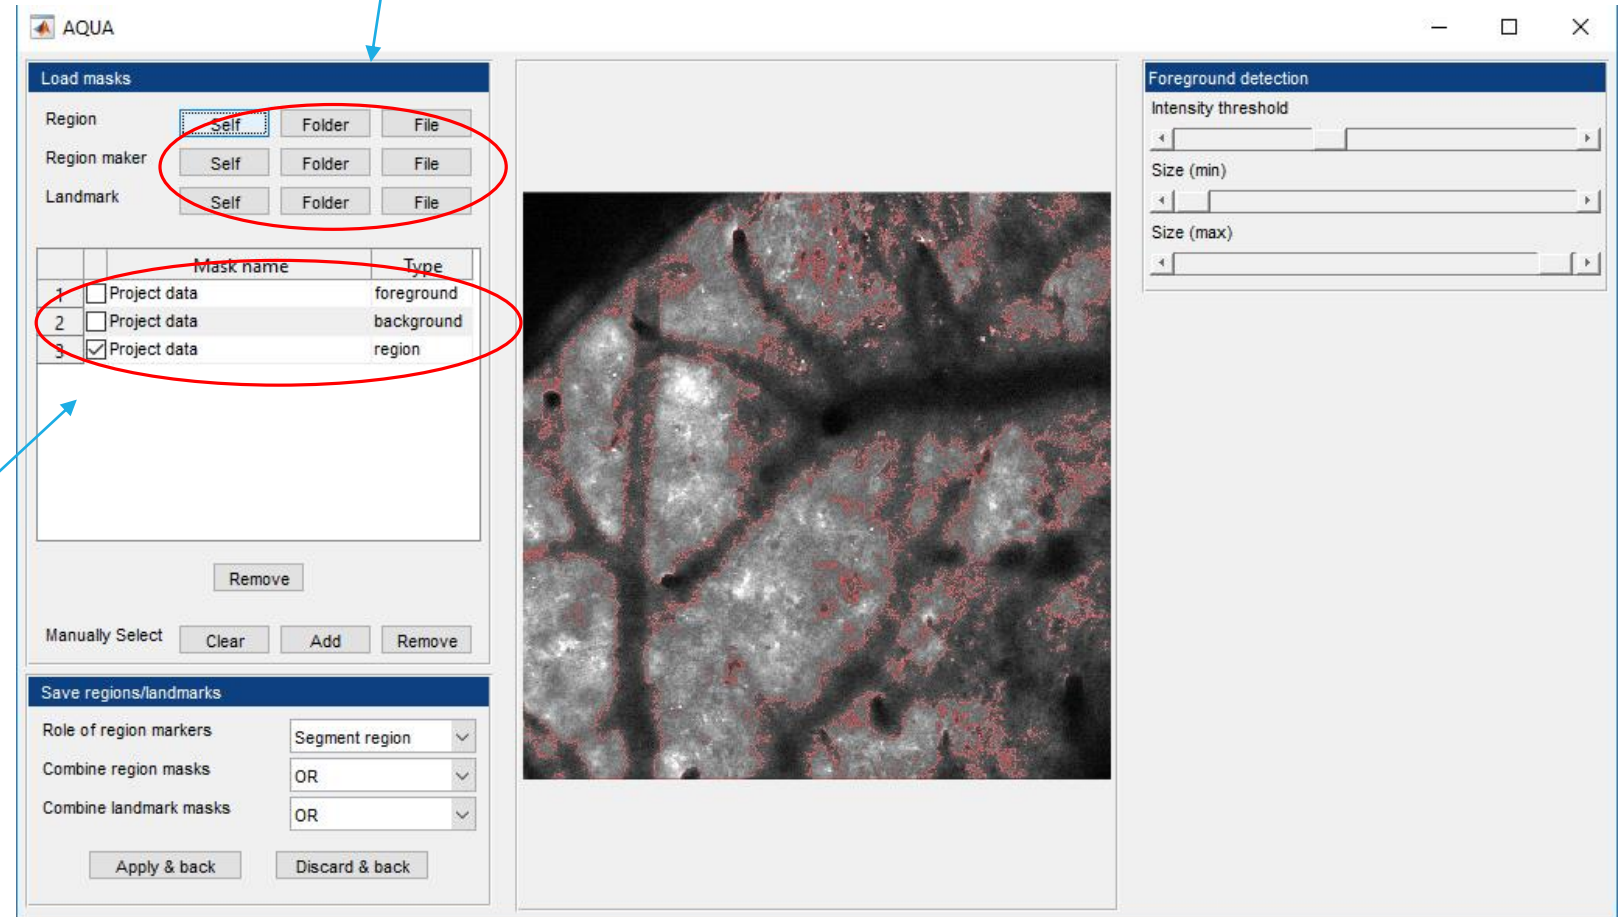 AQUA
Load masks
Region Self Folder File
Region maker Self Folder File
Landmark Self Folder File
Mask name Type
1 Project data foreground
2 Project data background
3 Project data region
Remove
Manually Select Clear Add Remove
Save regions/landmarks
Role of region markers Segment region
Combine region masks OR
Combine landmark masks OR
Apply & back Discard & back
Foreground detection
Intensity threshold
Size (min)
Size (max)